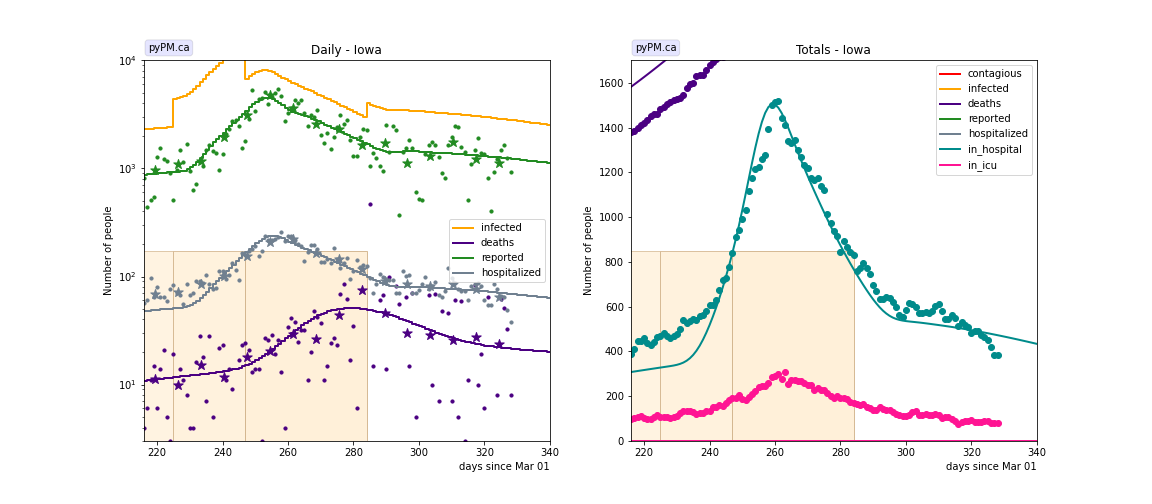 pyPM.ca
Daily - Iowa
10^4
10^3
10^2
10^1
Number of people
infected
deaths
reported
hospitalized
220 240 260 280 300 320 340
days since Mar 01
pyPM.ca
Totals - Iowa
1600
1400
1200
1000
800
600
400
200
0
Number of people
contagious
infected
deaths
reported
hospitalized
in_hospital
in_icu
220 240 260 280 300 320 340
days since Mar 01